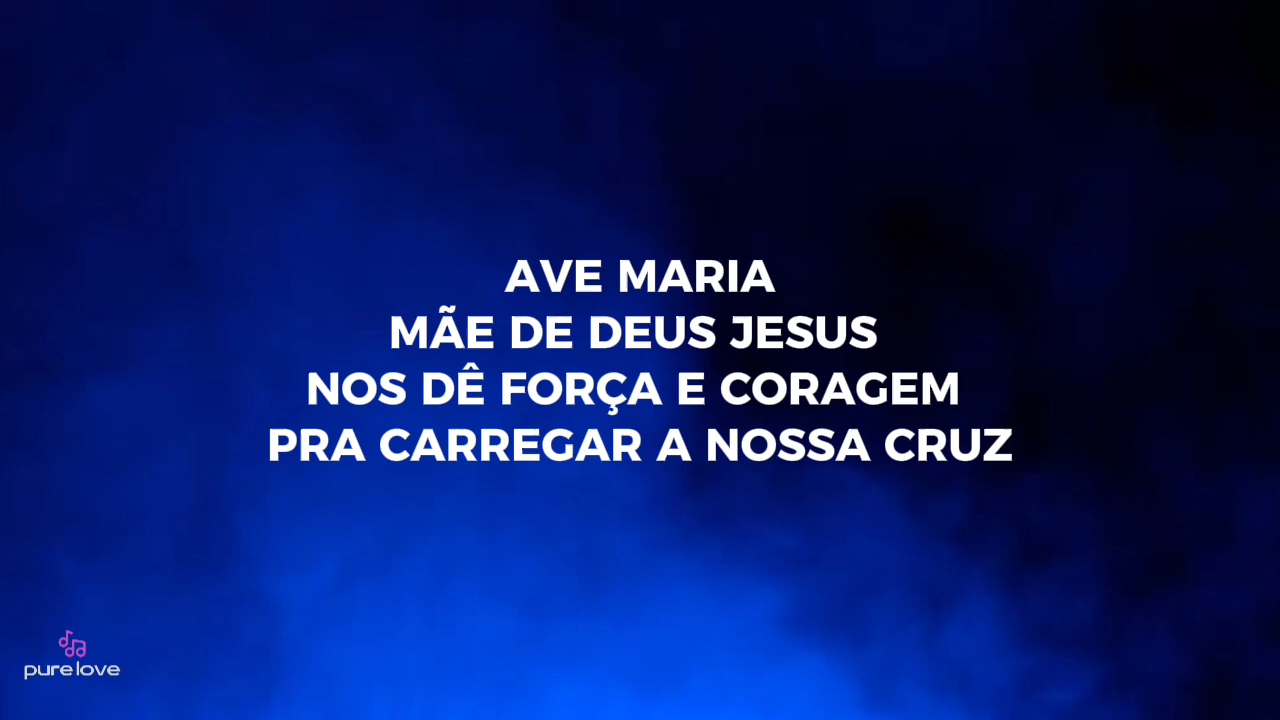 AVE MARIA
MÃE DE DEUS JESUS
NOS DÊ FORÇA E CORAGEM
PRA CARREGAR A NOSSA CRUZ
pure love